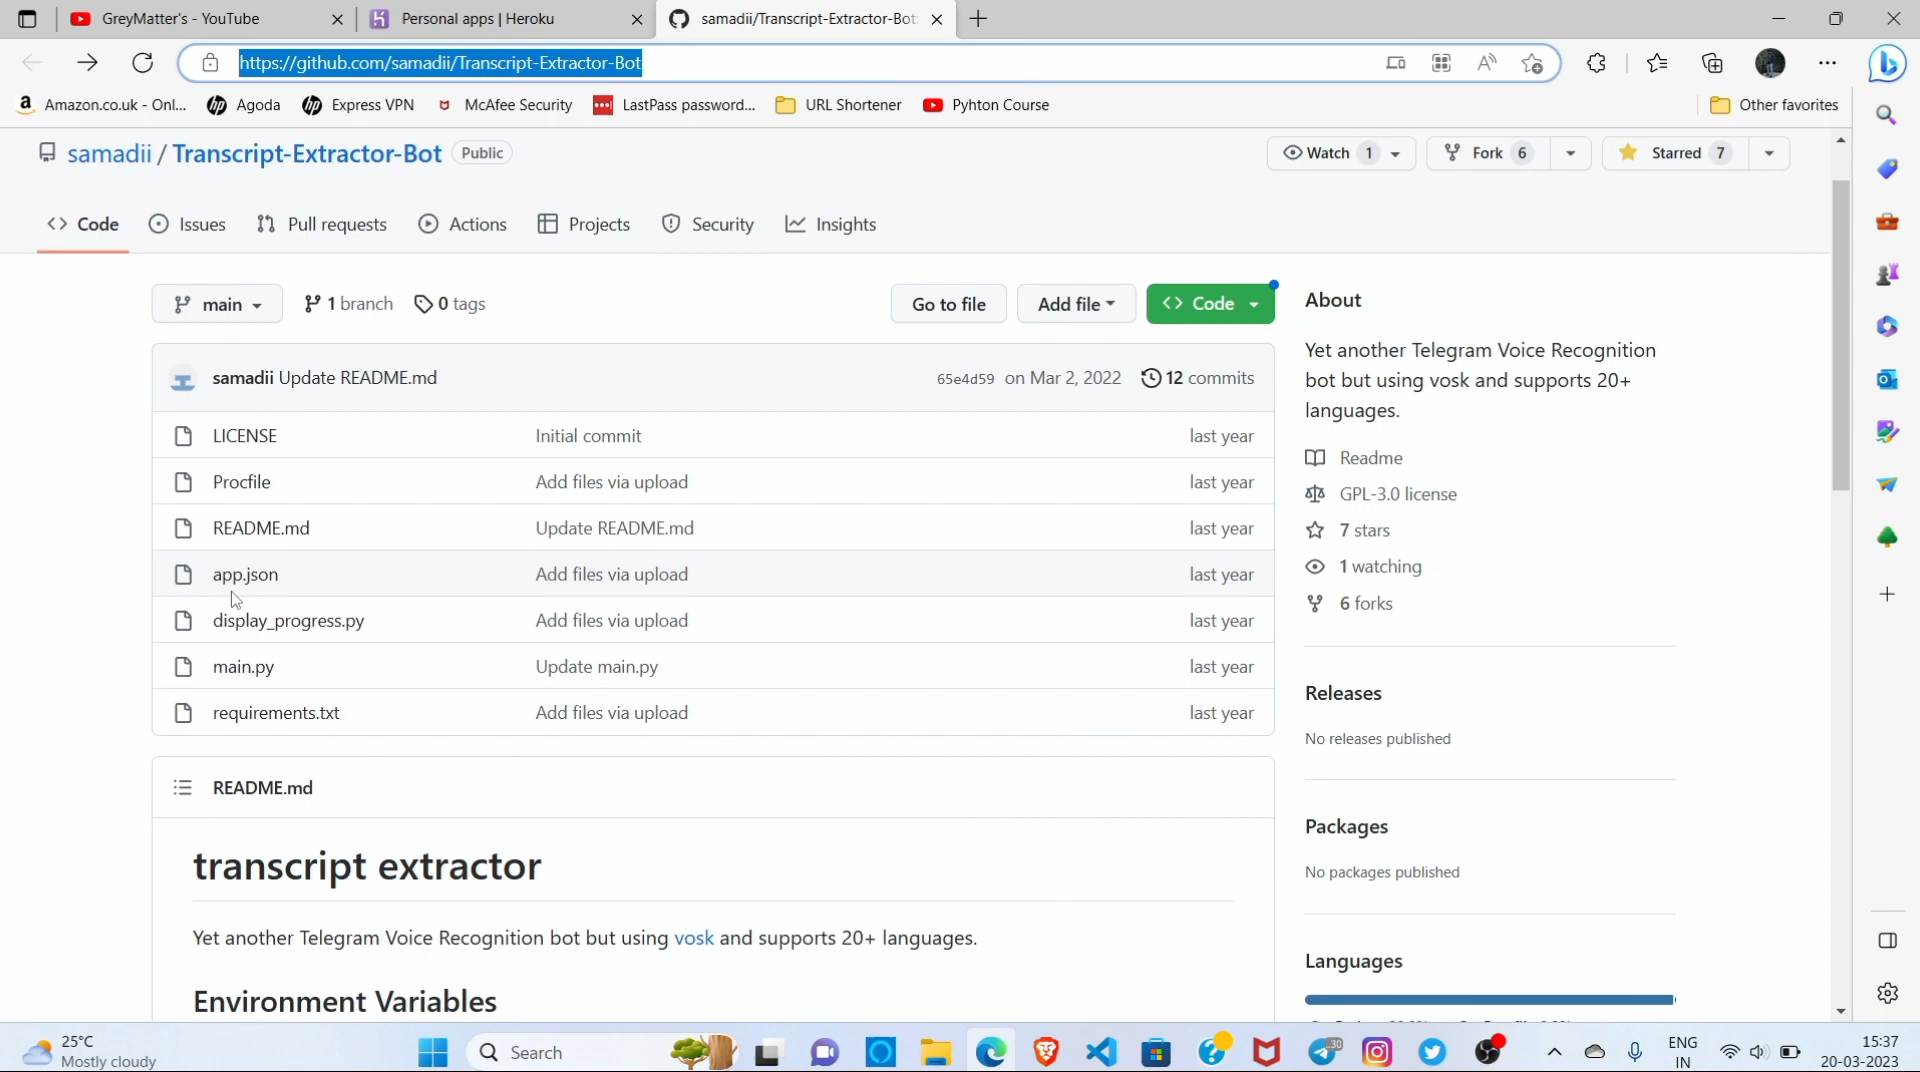 GreyMatter's - YouTube
Personal apps | Heroku
samadii/Transcript-Extractor-Bot:
https://github.com/samadii/Transcript-Extractor-Bot
Amazon.co.uk - Onl...
Agoda
Express VPN
McAfee Security
LastPass password...
URL Shortener
Pyhton Course
Other favorites
samadii / Transcript-Extractor-Bot Public
Watch 1
Fork 6
Starred 7
<> Code
Issues
Pull requests
Actions
Projects
Security
Insights
main
1 branch
0 tags
Go to file
Add file
<> Code
samadii Update README.md
65e4d59 on Mar 2, 2022
12 commits
LICENSE Initial commit last year
Procfile Add files via upload last year
README.md Update README.md last year
app.json Add files via upload last year
display_progress.py Add files via upload last year
main.py Update main.py last year
requirements.txt Add files via upload last year
README.md
transcript extractor
Yet another Telegram Voice Recognition bot but using vosk and supports 20+ languages.
Environment Variables
About
Yet another Telegram Voice Recognition
bot but using vosk and supports 20+
languages.
Readme
GPL-3.0 license
7 stars
1 watching
6 forks
Releases
No releases published
Packages
No packages published
Languages
25°C
Mostly cloudy
Search
30
ENG
IN
15:37
20-03-2023